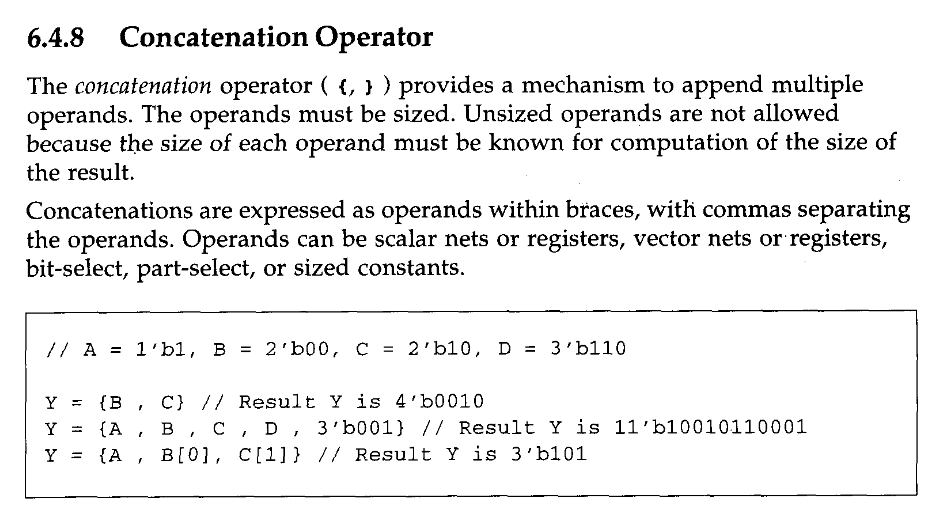 6.4.8 Concatenation Operator
The concatenation operator ( {, } ) provides a mechanism to append multiple
operands. The operands must be sized. Unsized operands are not allowed
because the size of each operand must be known for computation of the size of
the result.
Concatenations are expressed as operands within braces, with commas separating
the operands. Operands can be scalar nets or registers, vector nets or registers,
bit-select, part-select, or sized constants.
// A = 1'b1, B = 2'b00, C = 2'b10, D = 3'b110
Y = {B , C} // Result Y is 4'b0010
Y = {A , B , C , D , 3'b001} // Result Y is 11'b10010110001
Y = {A , B[0], C[1]} // Result Y is 3'b101